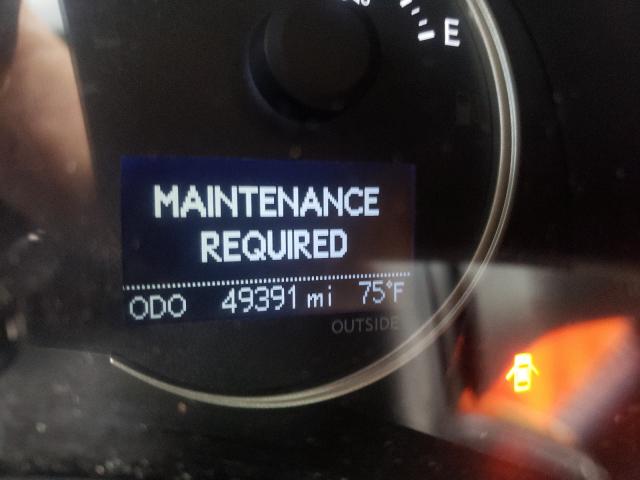 E
MAINTENANCE
REQUIRED
ODO 49391 mi 75°F
OUTSIDE